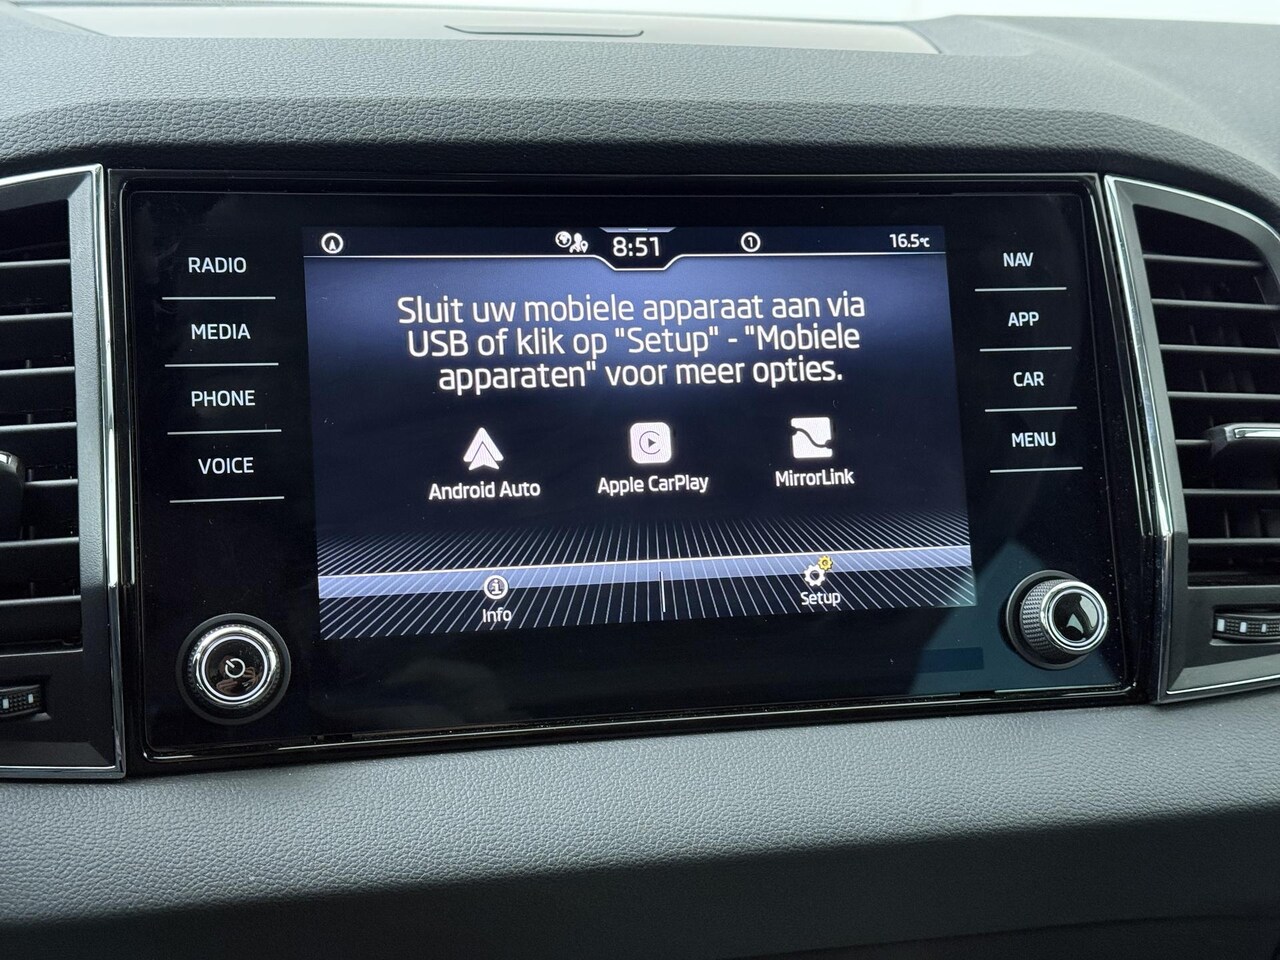 8:51
1
16.5°C
RADIO
MEDIA
PHONE
VOICE
Sluit uw mobiele apparaat aan via
USB of klik op "Setup" - "Mobiele
apparaten" voor meer opties.
Android Auto
Apple CarPlay
MirrorLink
Info
Setup
NAV
APP
CAR
MENU